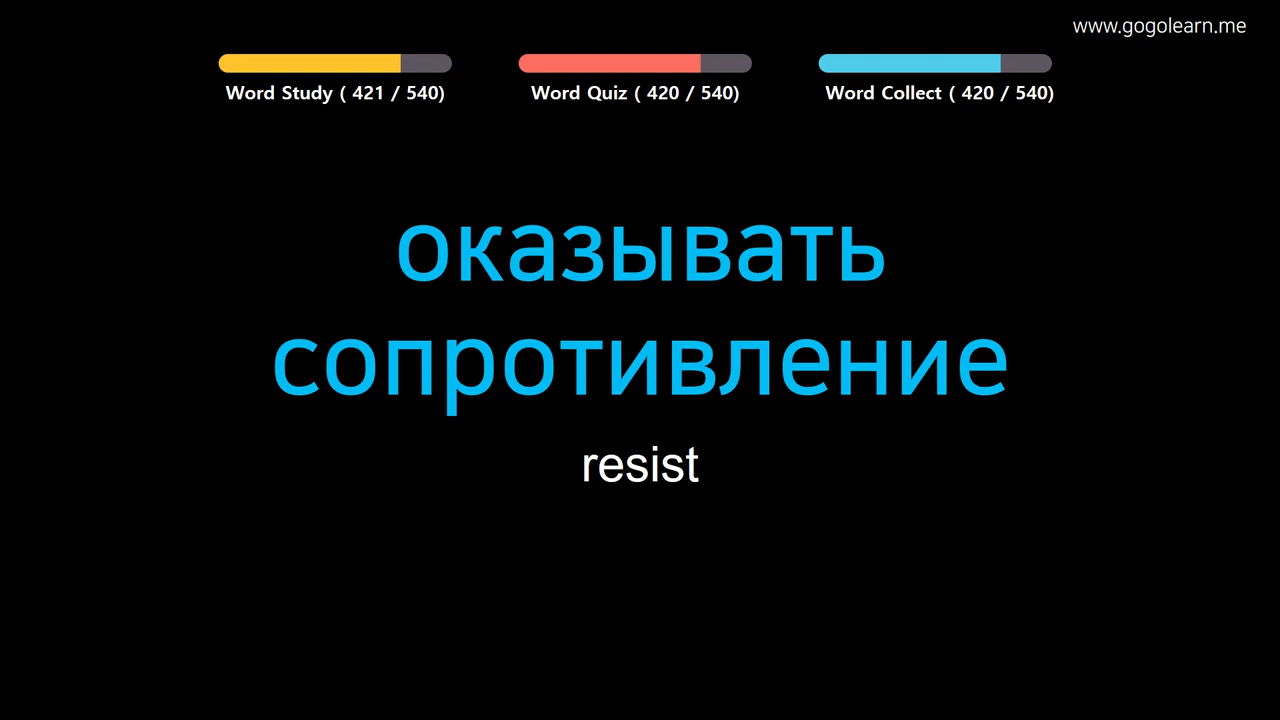 www.gogolearn.me
Word Study ( 421 / 540)
Word Quiz ( 420 / 540)
Word Collect ( 420 / 540)
оказывать
сопротивление
resist